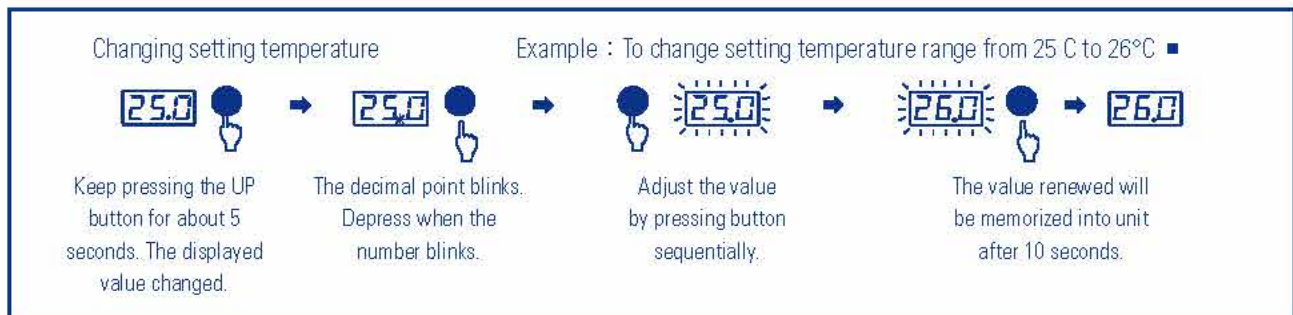 Changing setting temperature
Example : To change setting temperature range from 25 C to 26°C ■
25.0
25.0
25.0
26.0
26.0
Keep pressing the UP
button for about 5
seconds. The displayed
value changed.
The decimal point blinks.
Depress when the
number blinks.
Adjust the value
by pressing button
sequentially.
The value renewed will
be memorized into unit
after 10 seconds.